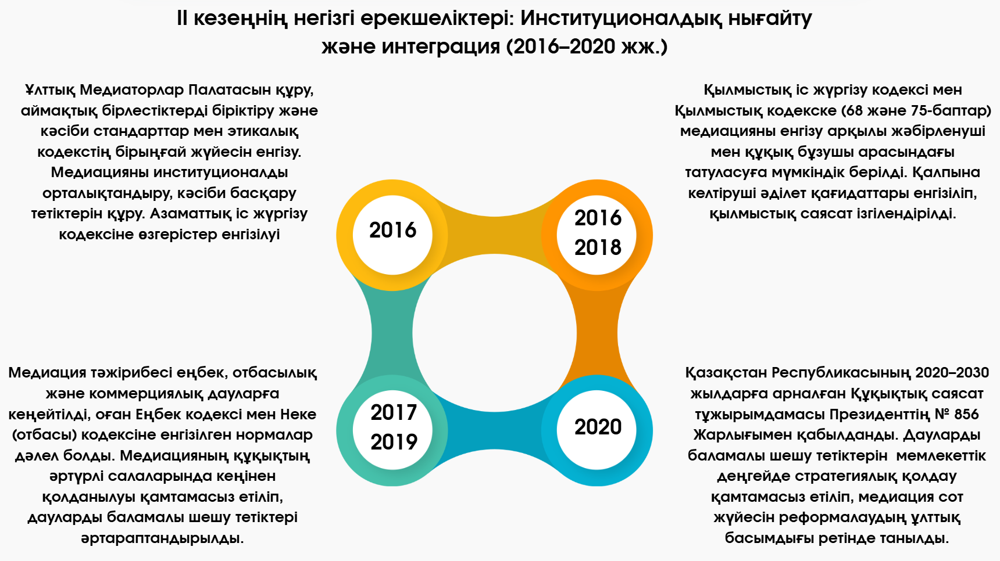 II кезеңнің негізгі ерекшеліктері: Институционалдық нығайту
және интеграция (2016–2020 жж.)
Ұлттық Медиаторлар Палатасын құру,
аймақтық бірлестіктерді біріктіру және
кәсіби стандарттар мен этикалық
кодекстің бірыңғай жүйесін енгізу.
Медиацияны институционалды
орталықтандыру, кәсіби басқару
тетіктерін құру. Азаматтық іс жүргізу
кодексіне өзгерістер енгізілуі
2016
2016
2018
Қылмыстық іс жүргізу кодексі мен
Қылмыстық кодекске (68 және 75-баптар)
медиацияны енгізу арқылы жәбірленуші
мен құқық бұзушы арасындағы
татуласуға мүмкіндік берілді. Қалпына
келтіруші әділет қағидаттары енгізіліп,
қылмыстық саясат ізгілендірілді.
Медиация тәжірибесі еңбек, отбасылық
және коммерциялық дауларға
кеңейтілді, оған Еңбек кодексі мен Неке
(отбасы) кодексіне енгізілген нормалар
дәлел болды. Медиацияның құқықтың
әртүрлі салаларында кеңінен
қолданылуы қамтамасыз етіліп,
дауларды баламалы шешу тетіктері
әртараптандырылды.
2017
2019
2020
Қазақстан Республикасының 2020–2030
жылдарға арналған Құқықтық саясат
тұжырымдамасы Президенттің № 856
Жарлығымен қабылданды. Дауларды
баламалы шешу тетіктерін  мемлекеттік
деңгейде стратегиялық қолдау
қамтамасыз етіліп, медиация сот
жүйесін реформалаудың ұлттық
басымдығы ретінде танылды.